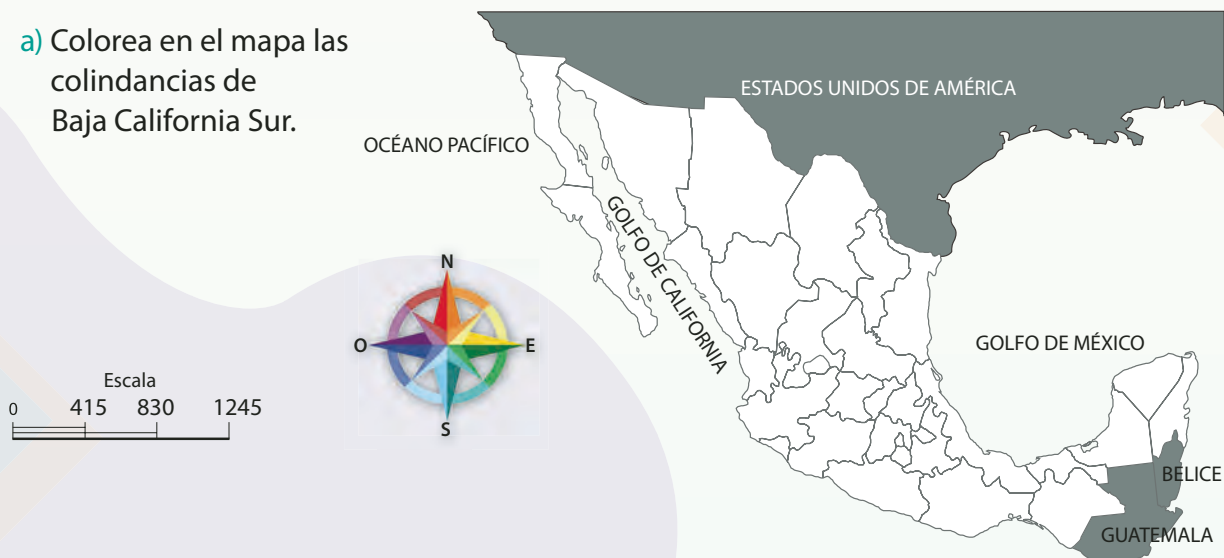 a) Colorea en el mapa las
colindancias de
Baja California Sur.
ESTADOS UNIDOS DE AMÉRICA
OCÉANO PACÍFICO
GOLFO DE CALIFORNIA
GOLFO DE MÉXICO
BELICE
GUATEMALA
N
O
E
S
Escala
0 415 830 1245